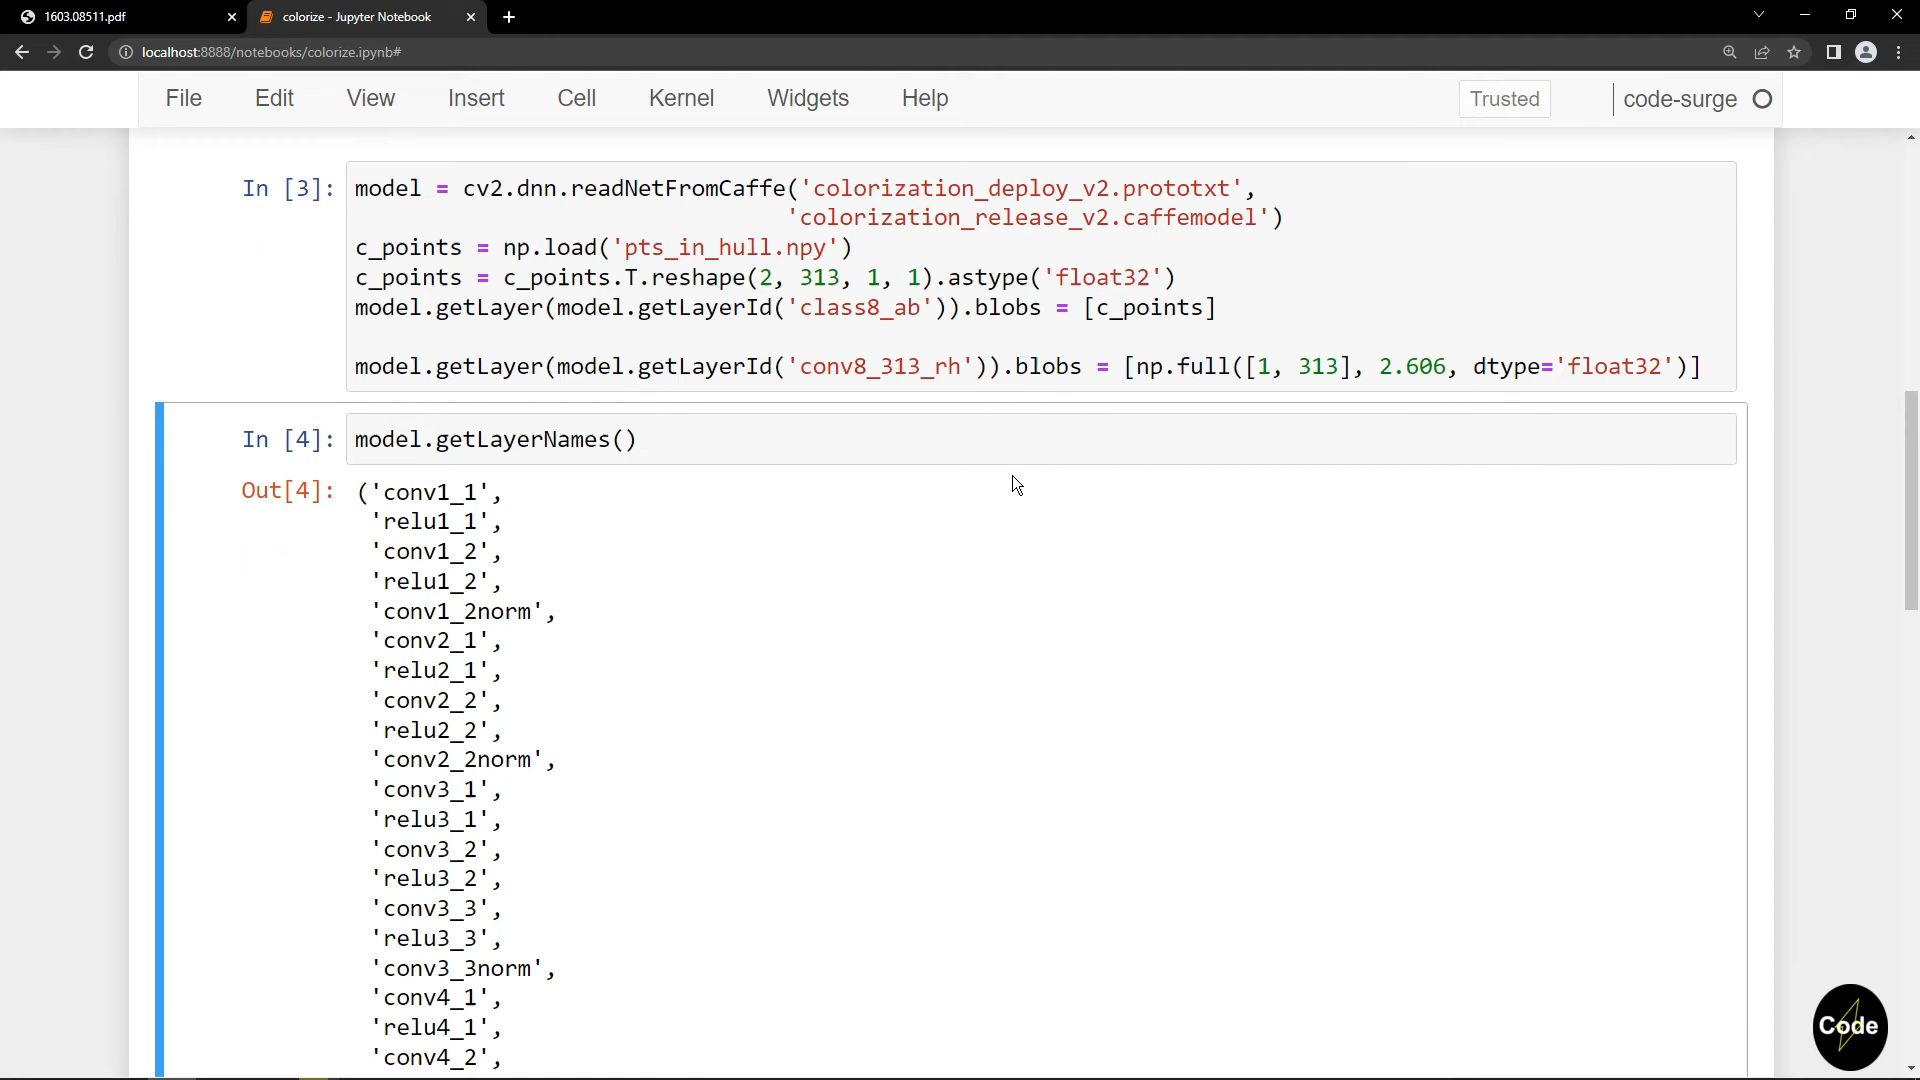 1603.08511.pdf
colorize - Jupyter Notebook
localhost:8888/notebooks/colorize.ipynb#
File Edit View Insert Cell Kernel Widgets Help Trusted code-surge
In [3]: model = cv2.dnn.readNetFromCaffe('colorization_deploy_v2.prototxt',
'colorization_release_v2.caffemodel')
c_points = np.load('pts_in_hull.npy')
c_points = c_points.T.reshape(2, 313, 1, 1).astype('float32')
model.getLayer(model.getLayerId('class8_ab')).blobs = [c_points]
model.getLayer(model.getLayerId('conv8_313_rh')).blobs = [np.full([1, 313], 2.606, dtype='float32')]
In [4]: model.getLayerNames()
Out[4]: ('conv1_1',
'relu1_1',
'conv1_2',
'relu1_2',
'conv1_2norm',
'conv2_1',
'relu2_1',
'conv2_2',
'relu2_2',
'conv2_2norm',
'conv3_1',
'relu3_1',
'conv3_2',
'relu3_2',
'conv3_3',
'relu3_3',
'conv3_3norm',
'conv4_1',
'relu4_1',
'conv4_2',
Code